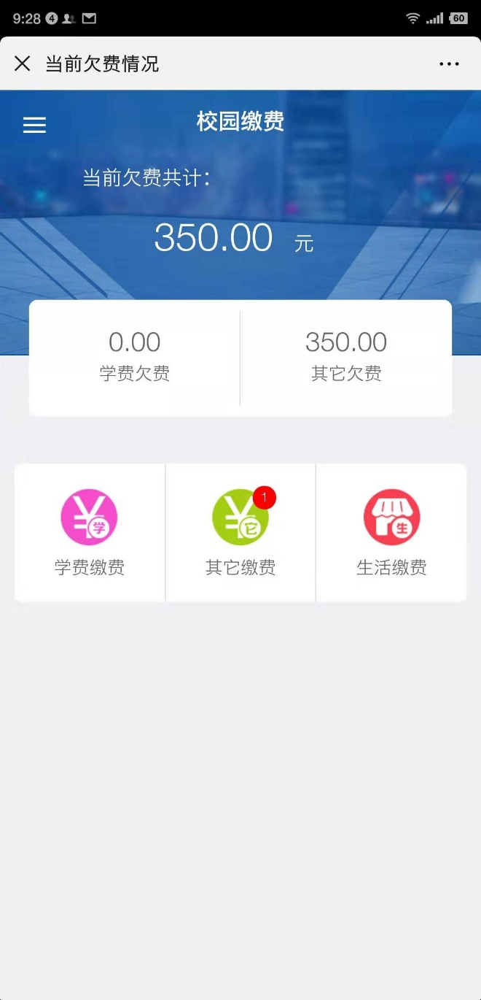 9:28 4 60
当前欠费情况
校园缴费
当前欠费共计：
350.00 元
0.00 350.00
学费欠费 其它欠费
¥学 ¥它 1 生
学费缴费 其它缴费 生活缴费